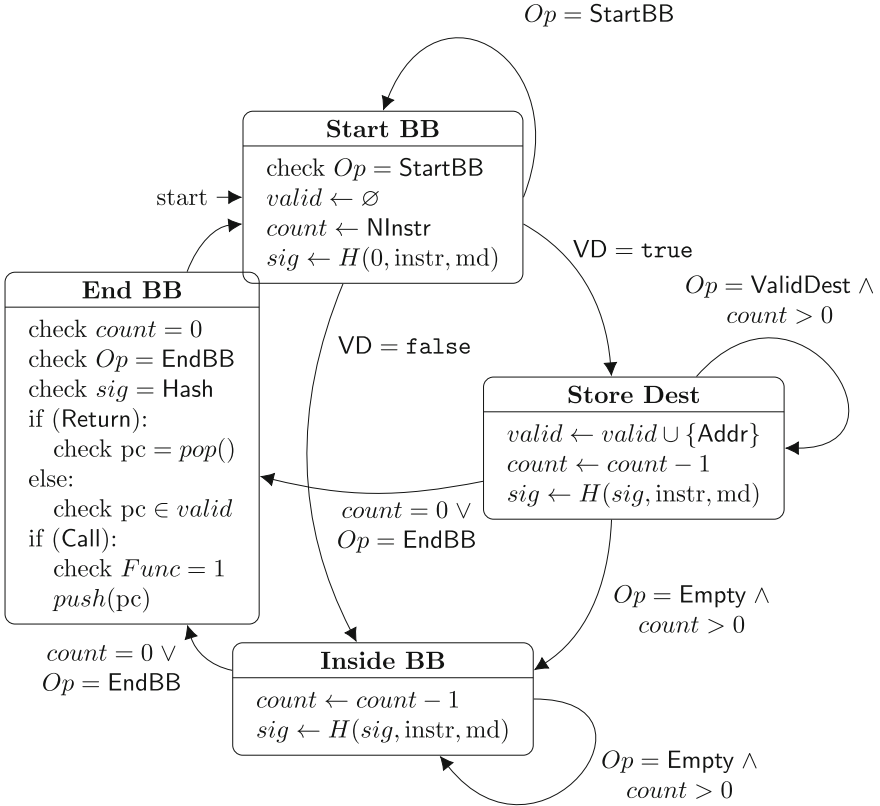 Op = StartBB
Start BB
check Op = StartBB
start
valid ← ∅
count ← NInstr
sig ← H(0, instr, md)
VD = true
End BB
check count = 0
check Op = EndBB
check sig = Hash
if (Return):
check pc = pop()
else:
check pc ∈ valid
if (Call):
check Func = 1
push(pc)
VD = false
Op = ValidDest ∧
count > 0
Store Dest
valid ← valid ∪ {Addr}
count ← count − 1
sig ← H(sig, instr, md)
count = 0 ∨
Op = EndBB
Op = Empty ∧
count > 0
count = 0 ∨
Op = EndBB
Inside BB
count ← count − 1
sig ← H(sig, instr, md)
Op = Empty ∧
count > 0